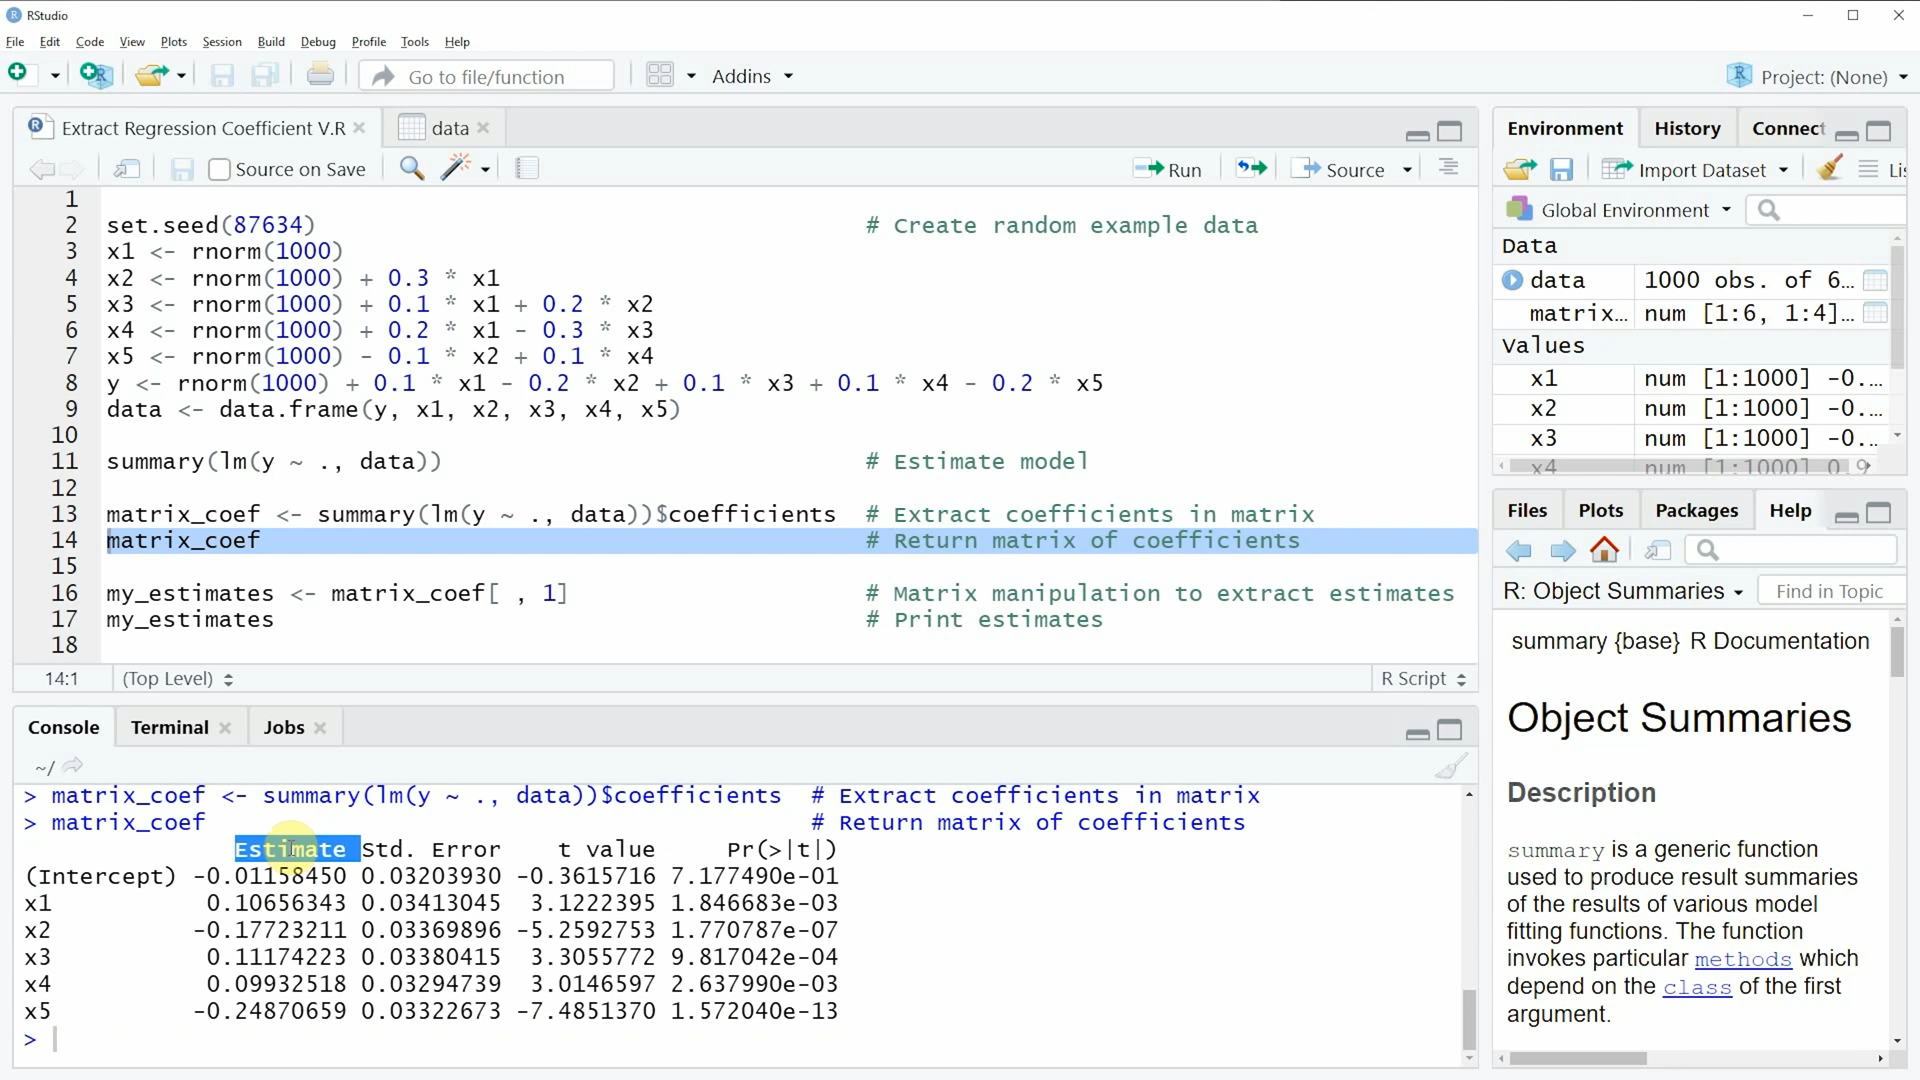 RStudio
File Edit Code View Plots Session Build Debug Profile Tools Help
Go to file/function Addins Project: (None)
Extract Regression Coefficient V.R data
Source on Save Run Source
1
2 set.seed(87634) # Create random example data
3 x1 <- rnorm(1000)
4 x2 <- rnorm(1000) + 0.3 * x1
5 x3 <- rnorm(1000) + 0.1 * x1 + 0.2 * x2
6 x4 <- rnorm(1000) + 0.2 * x1 - 0.3 * x3
7 x5 <- rnorm(1000) - 0.1 * x2 + 0.1 * x4
8 y <- rnorm(1000) + 0.1 * x1 - 0.2 * x2 + 0.1 * x3 + 0.1 * x4 - 0.2 * x5
9 data <- data.frame(y, x1, x2, x3, x4, x5)
10
11 summary(lm(y ~ ., data)) # Estimate model
12
13 matrix_coef <- summary(lm(y ~ ., data))$coefficients # Extract coefficients in matrix
14 matrix_coef # Return matrix of coefficients
15
16 my_estimates <- matrix_coef[ , 1] # Matrix manipulation to extract estimates
17 my_estimates # Print estimates
18
14:1 (Top Level) R Script
Console Terminal Jobs
~/
> matrix_coef <- summary(lm(y ~ ., data))$coefficients # Extract coefficients in matrix
> matrix_coef # Return matrix of coefficients
Estimate Std. Error t value Pr(>|t|)
(Intercept) -0.01158450 0.03203930 -0.3615716 7.177490e-01
x1 0.10656343 0.03413045 3.1222395 1.846683e-03
x2 -0.17723211 0.03369896 -5.2592753 1.770787e-07
x3 0.11174223 0.03380415 3.3055772 9.817042e-04
x4 0.09932518 0.03294739 3.0146597 2.637990e-03
x5 -0.24870659 0.03322673 -7.4851370 1.572040e-13
>
Environment History Connect
Import Dataset Lis
Global Environment
Data
data 1000 obs. of 6...
matrix... num [1:6, 1:4]...
Values
x1 num [1:1000] -0....
x2 num [1:1000] -0....
x3 num [1:1000] -0...
x4 num [1:1000] 0.9
Files Plots Packages Help
R: Object Summaries Find in Topic
summary {base} R Documentation
Object Summaries
Description
summary is a generic function
used to produce result summaries
of the results of various model
fitting functions. The function
invokes particular methods which
depend on the class of the first
argument.